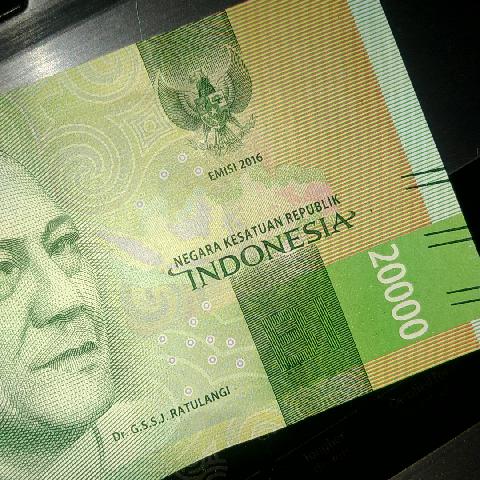 EMISI 2016
NEGARA KESATUAN REPUBLIK
INDONESIA
20000
Dr. G.S.S.J. RATULANGI